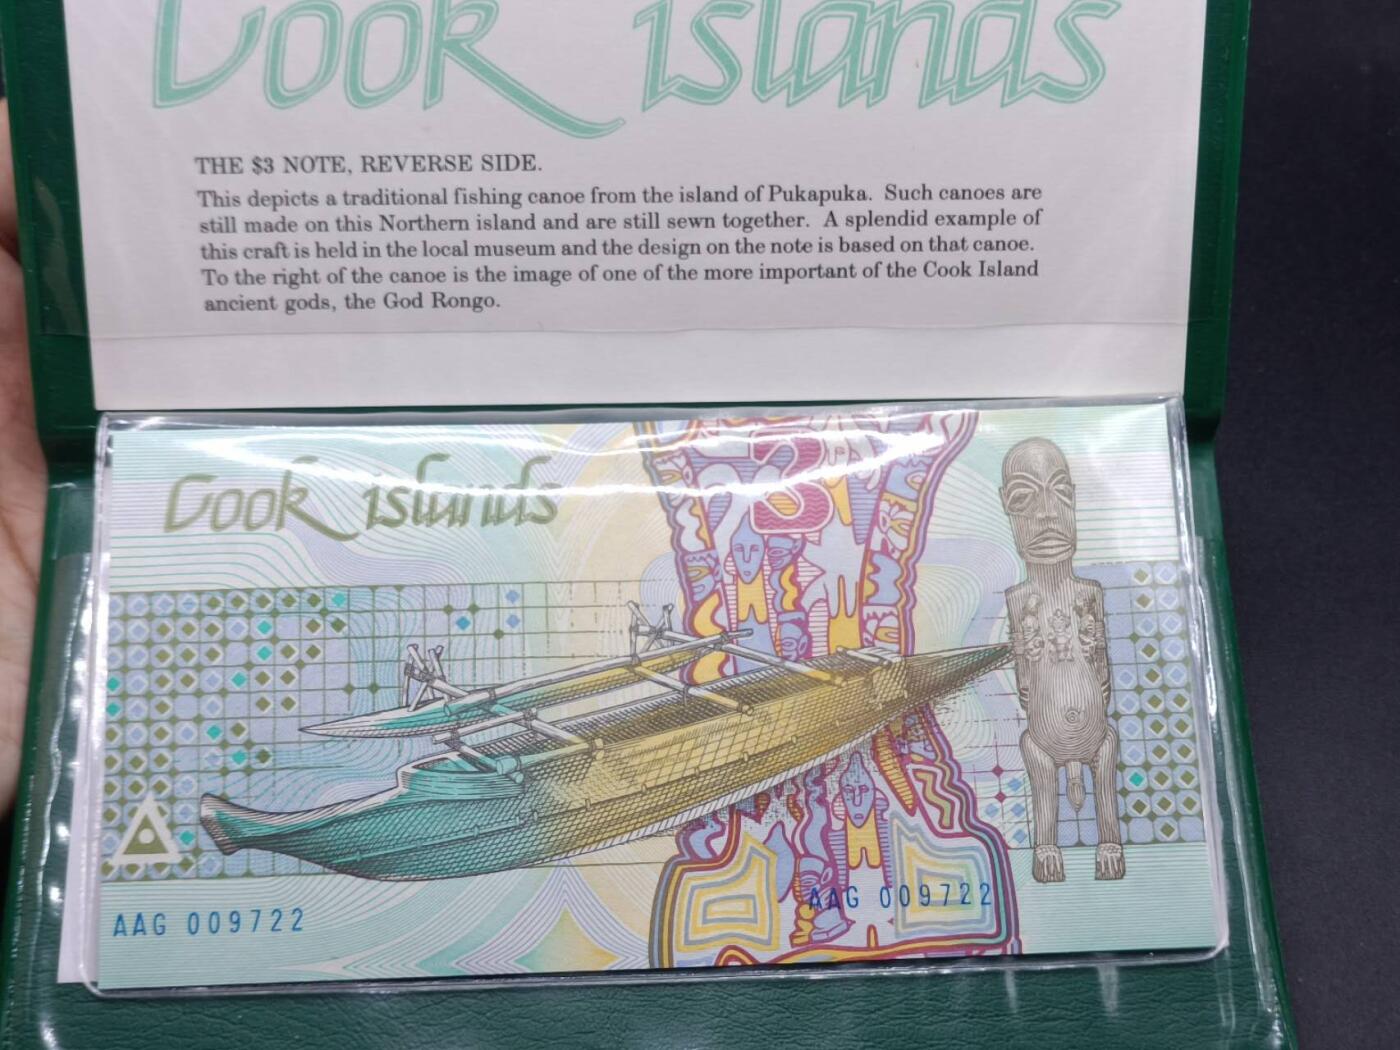 Cook islands
THE $3 NOTE, REVERSE SIDE.
This depicts a traditional fishing canoe from the island of Pukapuka. Such canoes are
still made on this Northern island and are still sewn together. A splendid example of
this craft is held in the local museum and the design on the note is based on that canoe.
To the right of the canoe is the image of one of the more important of the Cook Island
ancient gods, the God Rongo.
Cook islands
3
AAG 009722
AAG 009722